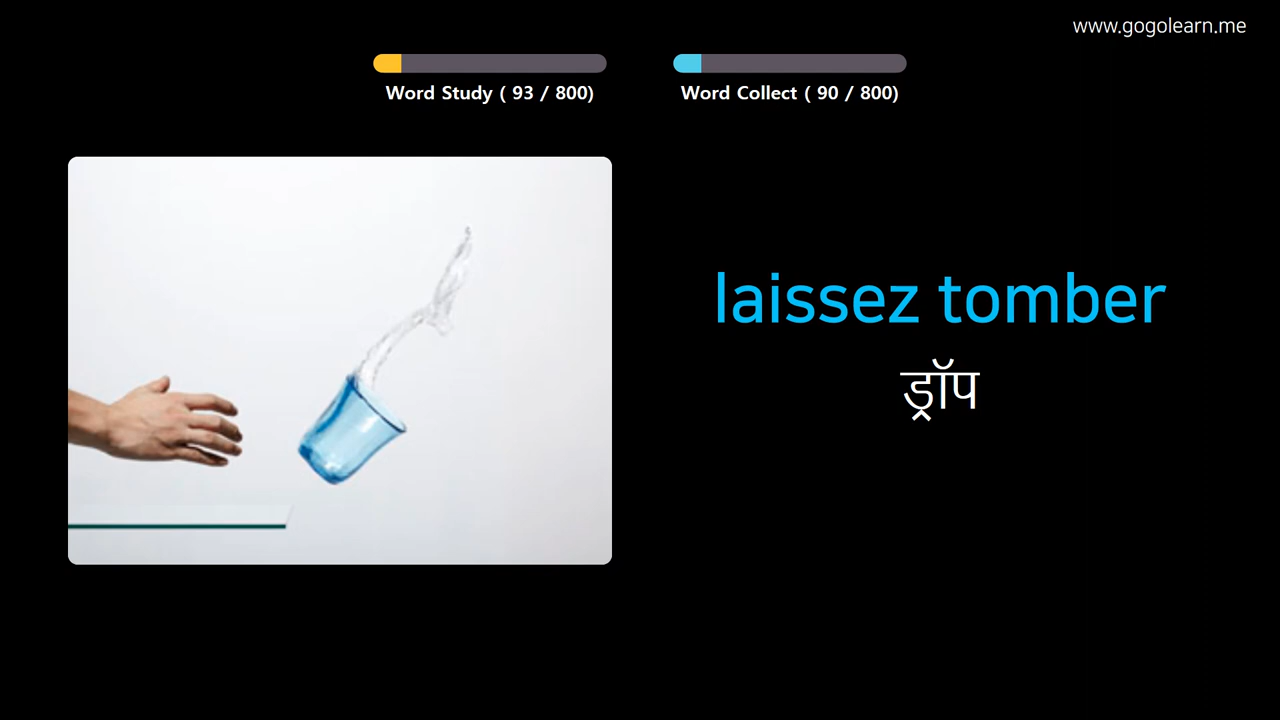 www.gogolearn.me
Word Study ( 93 / 800)
Word Collect ( 90 / 800)
laissez tomber
ड्रॉप